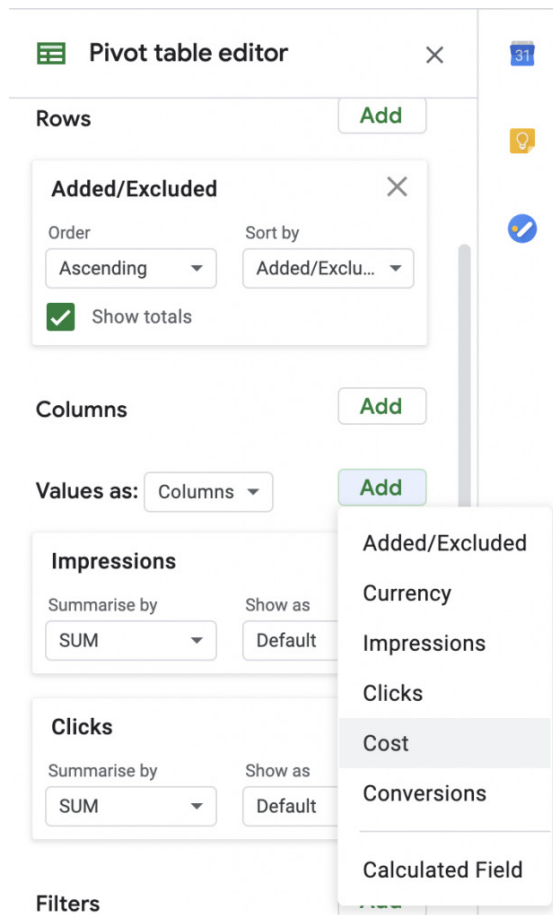 Pivot table editor
31
Rows
Add
Added/Excluded
Order
Sort by
Ascending
Added/Exclu...
Show totals
Columns
Add
Values as:
Columns
Add
Added/Excluded
Currency
Impressions
Clicks
Cost
Conversions
Calculated Field
Impressions
Summarise by
Show as
SUM
Default
Clicks
Summarise by
Show as
SUM
Default
Filters
Add